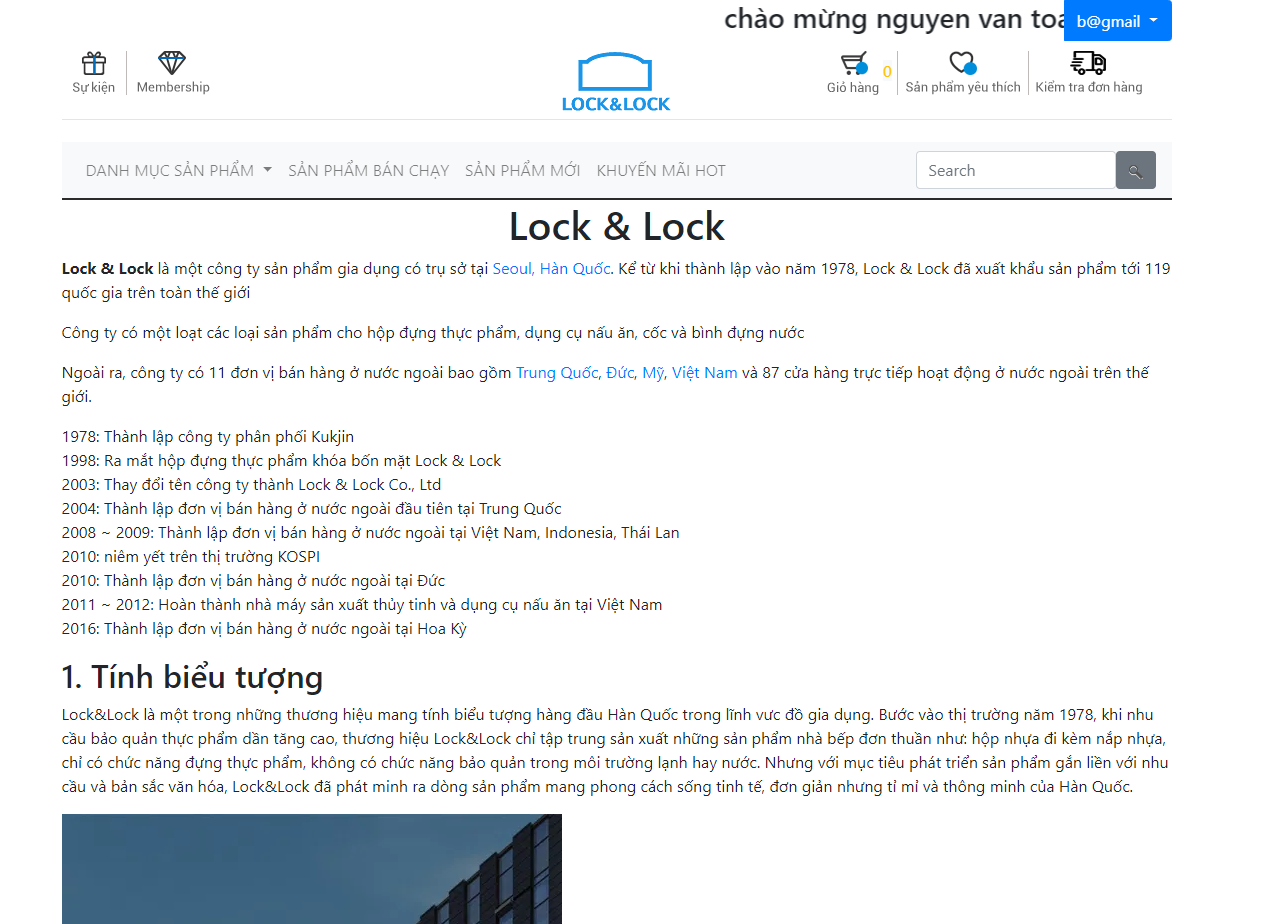 chào mừng nguyen van toa
b@gmail
Sự kiện
Membership
LOCK&LOCK
Giỏ hàng
0
Sản phẩm yêu thích
Kiểm tra đơn hàng
DANH MỤC SẢN PHẨM
SẢN PHẨM BÁN CHẠY
SẢN PHẨM MỚI
KHUYẾN MÃI HOT
Search
Lock & Lock
Lock & Lock là một công ty sản phẩm gia dụng có trụ sở tại Seoul, Hàn Quốc. Kể từ khi thành lập vào năm 1978, Lock & Lock đã xuất khẩu sản phẩm tới 119
quốc gia trên toàn thế giới
Công ty có một loạt các loại sản phẩm cho hộp đựng thực phẩm, dụng cụ nấu ăn, cốc và bình đựng nước
Ngoài ra, công ty có 11 đơn vị bán hàng ở nước ngoài bao gồm Trung Quốc, Đức, Mỹ, Việt Nam và 87 cửa hàng trực tiếp hoạt động ở nước ngoài trên thế
giới.
1978: Thành lập công ty phân phối Kukjin
1998: Ra mắt hộp đựng thực phẩm khóa bốn mặt Lock & Lock
2003: Thay đổi tên công ty thành Lock & Lock Co., Ltd
2004: Thành lập đơn vị bán hàng ở nước ngoài đầu tiên tại Trung Quốc
2008 ~ 2009: Thành lập đơn vị bán hàng ở nước ngoài tại Việt Nam, Indonesia, Thái Lan
2010: niêm yết trên thị trường KOSPI
2010: Thành lập đơn vị bán hàng ở nước ngoài tại Đức
2011 ~ 2012: Hoàn thành nhà máy sản xuất thủy tinh và dụng cụ nấu ăn tại Việt Nam
2016: Thành lập đơn vị bán hàng ở nước ngoài tại Hoa Kỳ
1. Tính biểu tượng
Lock&Lock là một trong những thương hiệu mang tính biểu tượng hàng đầu Hàn Quốc trong lĩnh vưc đồ gia dụng. Bước vào thị trường năm 1978, khi nhu
cầu bảo quản thực phẩm dần tăng cao, thương hiệu Lock&Lock chỉ tập trung sản xuất những sản phẩm nhà bếp đơn thuần như: hộp nhựa đi kèm nắp nhựa,
chỉ có chức năng đựng thực phẩm, không có chức năng bảo quản trong môi trường lạnh hay nước. Nhưng với mục tiêu phát triển sản phẩm gắn liền với nhu
cầu và bản sắc văn hóa, Lock&Lock đã phát minh ra dòng sản phẩm mang phong cách sống tinh tế, đơn giản nhưng tỉ mỉ và thông minh của Hàn Quốc.